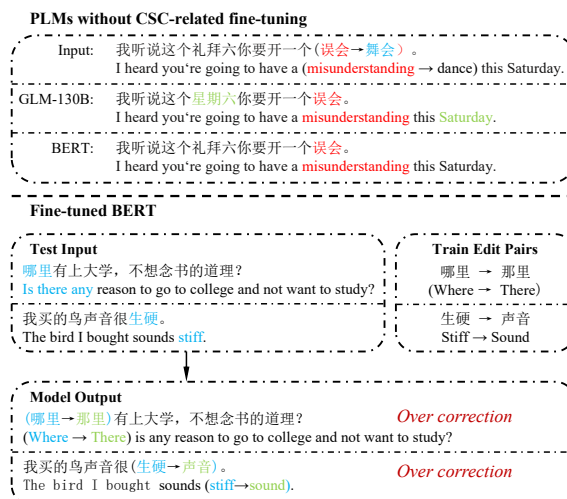 PLMs without CSC-related fine-tuning
Input: 我听说这个礼拜六你要开一个(误会→舞会）。
I heard you‘re going to have a (misunderstanding → dance) this Saturday.
GLM-130B: 我听说这个星期六你要开一个误会。
I heard you‘re going to have a misunderstanding this Saturday.
BERT: 我听说这个礼拜六你要开一个误会。
I heard you‘re going to have a misunderstanding this Saturday.
Fine-tuned BERT
Test Input
哪里有上大学，不想念书的道理？
Is there any reason to go to college and not want to study?
我买的鸟声音很生硬。
The bird I bought sounds stiff.
Train Edit Pairs
哪里 → 那里
(Where → There)
生硬 → 声音
Stiff → Sound
Model Output
(哪里→那里)有上大学，不想念书的道理？ Over correction
(Where → There) is any reason to go to college and not want to study?
我买的鸟声音很(生硬→声音)。 Over correction
The bird I bought sounds (stiff→sound).